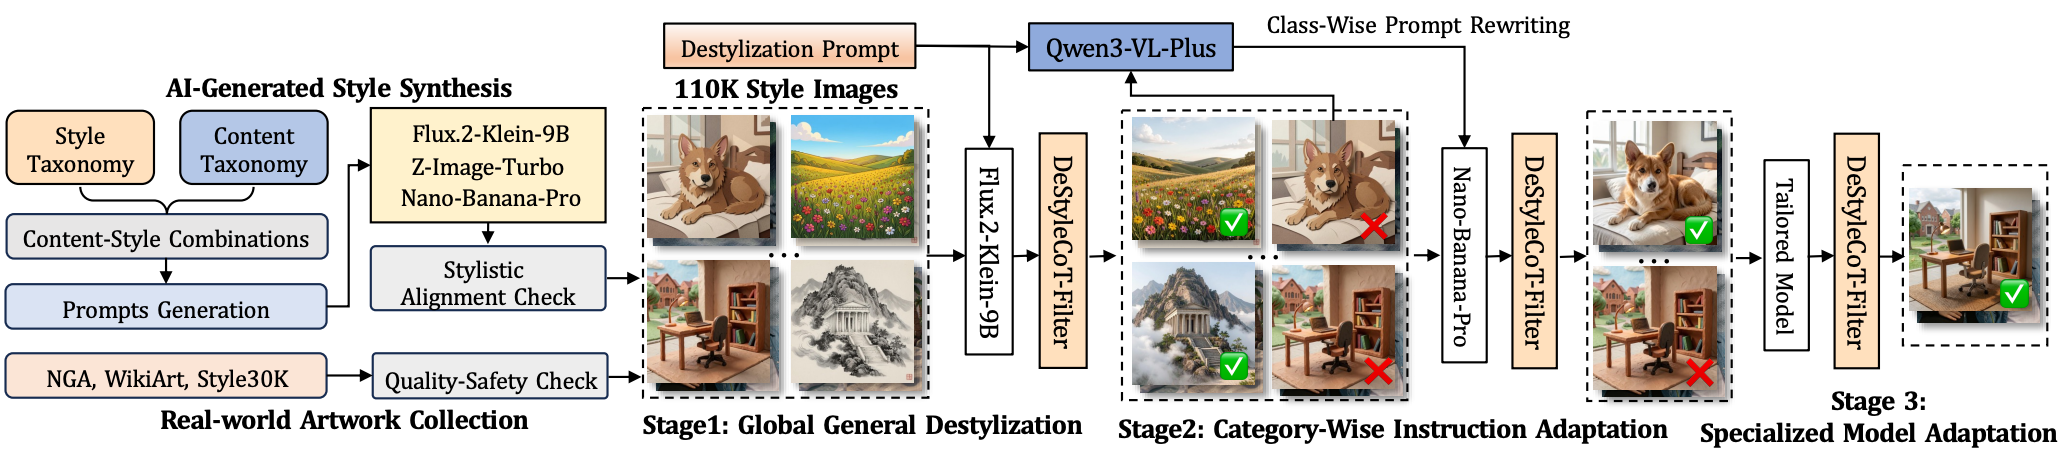 AI-Generated Style Synthesis
Style
Taxonomy
Content
Taxonomy
Content-Style Combinations
Prompts Generation
Flux.2-Klein-9B
Z-Image-Turbo
Nano-Banana-Pro
Stylistic
Alignment Check
NGA, WikiArt, Style30K
Quality-Safety Check
Real-world Artwork Collection
Destylization Prompt
110K Style Images
...
Flux.2-Klein-9B
DeStyleCoT-Filter
Stage1: Global General Destylization
Qwen3-VL-Plus
Class-Wise Prompt Rewriting
...
Nano-Banana-Pro
DeStyleCoT-Filter
Stage2: Category-Wise Instruction Adaptation
...
Tailored Model
DeStyleCoT-Filter
Stage 3:
Specialized Model Adaptation